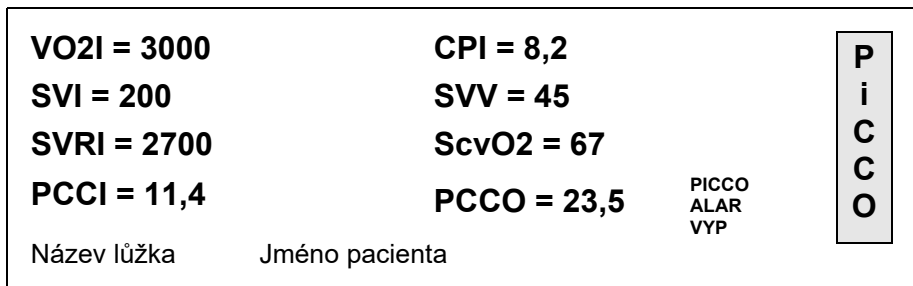 VO2I = 3000 CPI = 8,2
SVI = 200 SVV = 45
SVRI = 2700 ScvO2 = 67
PCCI = 11,4 PCCO = 23,5
PICCO
ALAR
VYP
Název lůžka Jméno pacienta
PiCCO